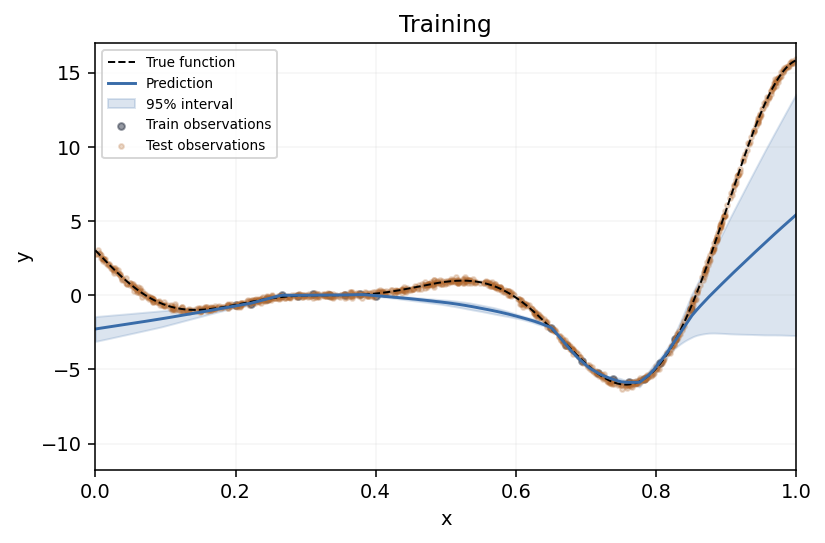 Training
True function
Prediction
95% interval
Train observations
Test observations
15
10
5
0
−5
−10
y
0.0 0.2 0.4 0.6 0.8 1.0
x